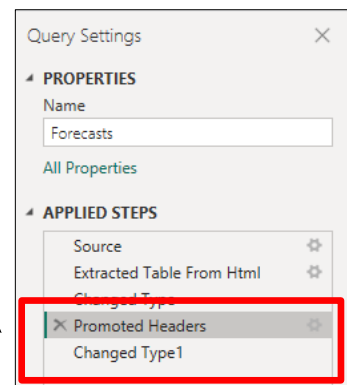 Query Settings
PROPERTIES
Name
Forecasts
All Properties
APPLIED STEPS
Source
Extracted Table From Html
Changed Type
Promoted Headers
Changed Type1